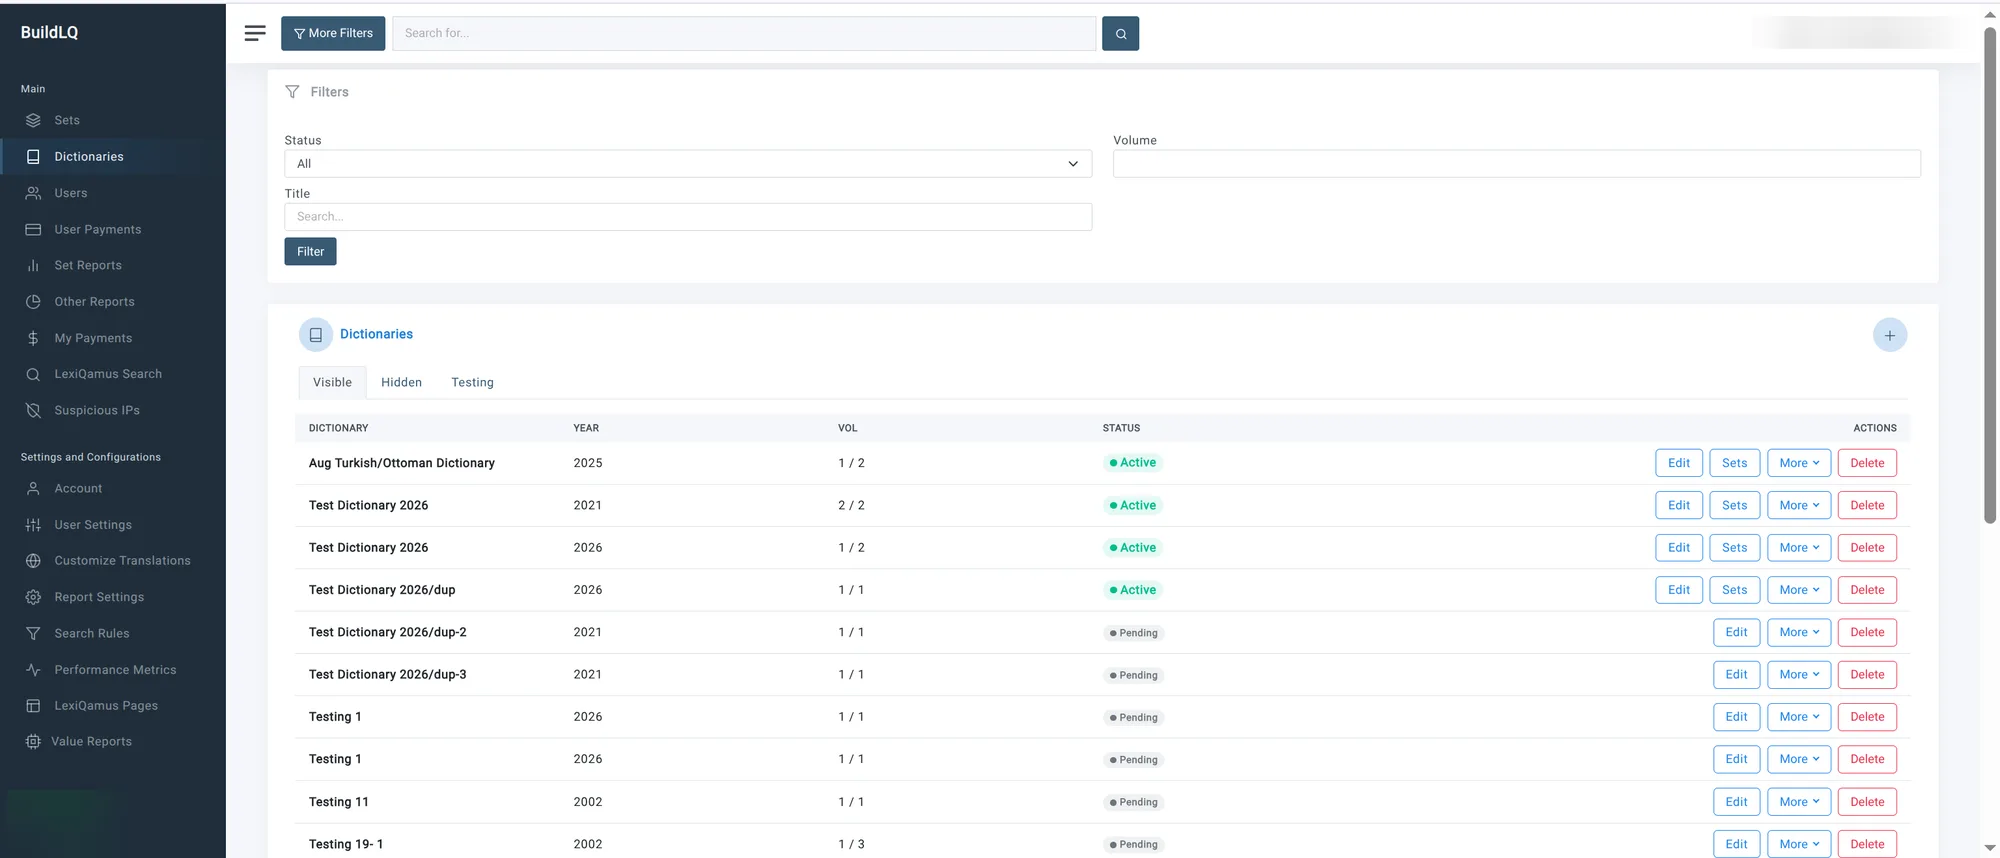 BuildLQ
Main
Sets
Dictionaries
Users
User Payments
Set Reports
Other Reports
My Payments
LexiQamus Search
Suspicious IPs
Settings and Configurations
Account
User Settings
Customize Translations
Report Settings
Search Rules
Performance Metrics
LexiQamus Pages
Value Reports
More Filters Search for...
Filters
Status Volume
All
Title
Search...
Filter
Dictionaries
Visible Hidden Testing
DICTIONARY YEAR VOL STATUS ACTIONS
Aug Turkish/Ottoman Dictionary 2025 1 / 2 Active Edit Sets More Delete
Test Dictionary 2026 2021 2 / 2 Active Edit Sets More Delete
Test Dictionary 2026 2026 1 / 2 Active Edit Sets More Delete
Test Dictionary 2026/dup 2026 1 / 1 Active Edit Sets More Delete
Test Dictionary 2026/dup-2 2021 1 / 1 Pending Edit More Delete
Test Dictionary 2026/dup-3 2021 1 / 1 Pending Edit More Delete
Testing 1 2026 1 / 1 Pending Edit More Delete
Testing 1 2026 1 / 1 Pending Edit More Delete
Testing 11 2002 1 / 1 Pending Edit More Delete
Testing 19- 1 2002 1 / 3 Pending Edit More Delete